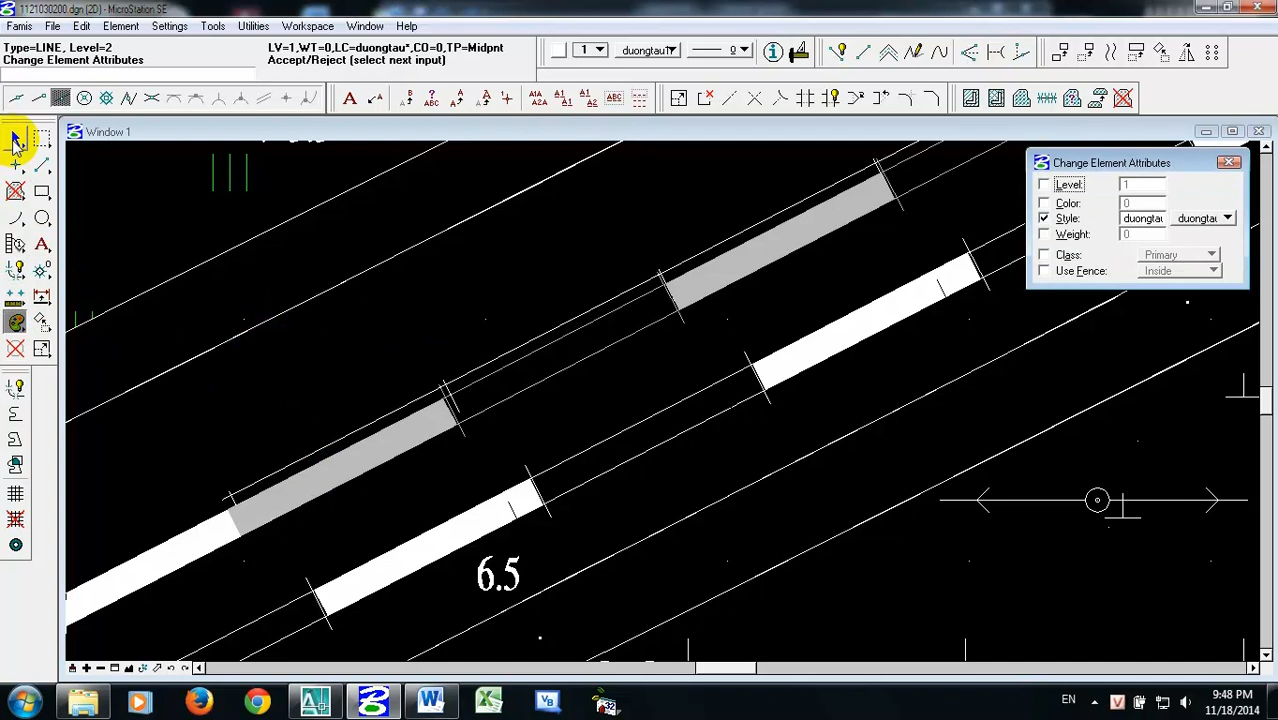 1121030200.dgn (2D) - MicroStation SE
Famis File Edit Element Settings Tools Utilities Workspace Window Help
Type=LINE, Level=2
LV=1,WT=0,LC=duongtau*,CO=0,TP=Midpnt
Change Element Attributes
Accept/Reject (select next input)
1
duongtau1
0
Window 1
Change Element Attributes
Level: 1
Color: 0
Style: duongtau duongtau
Weight: 0
Class: Primary
Use Fence: Inside
6.5
EN
9:48 PM
11/18/2014